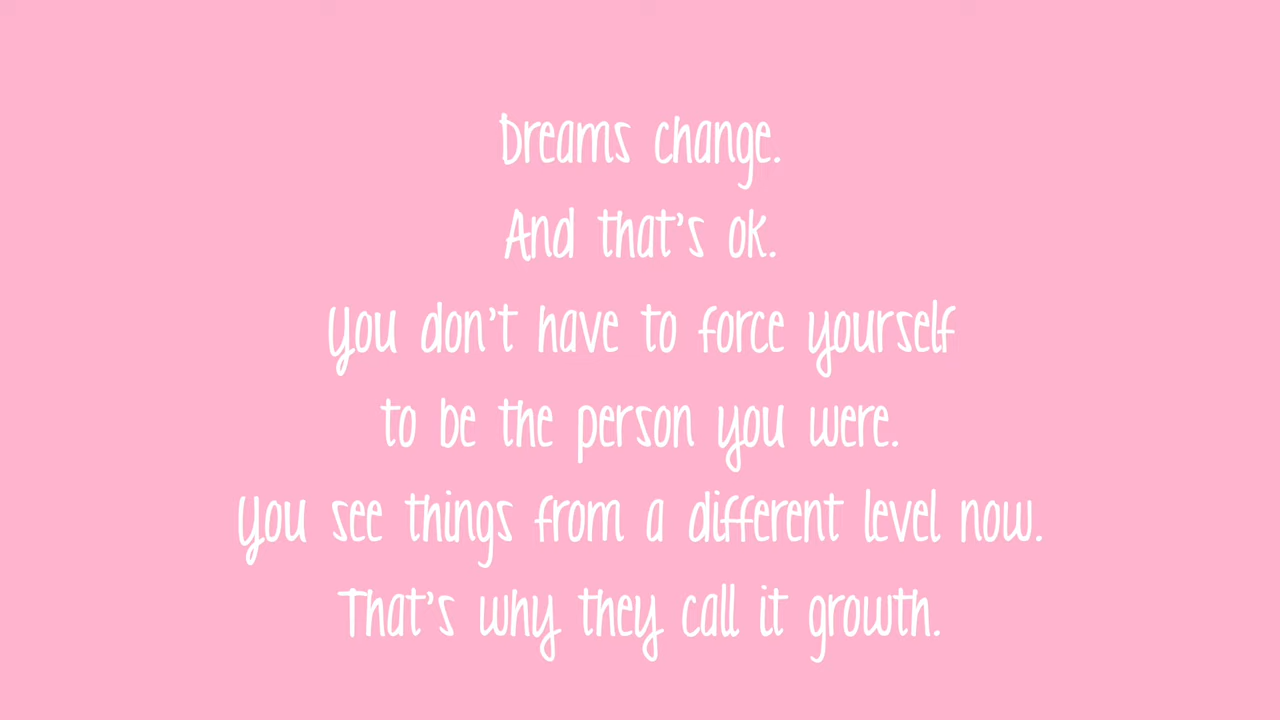 Dreams change.
And that's ok.
You don't have to force yourself
to be the person you were.
You see things from a different level now.
That's why they call it growth.